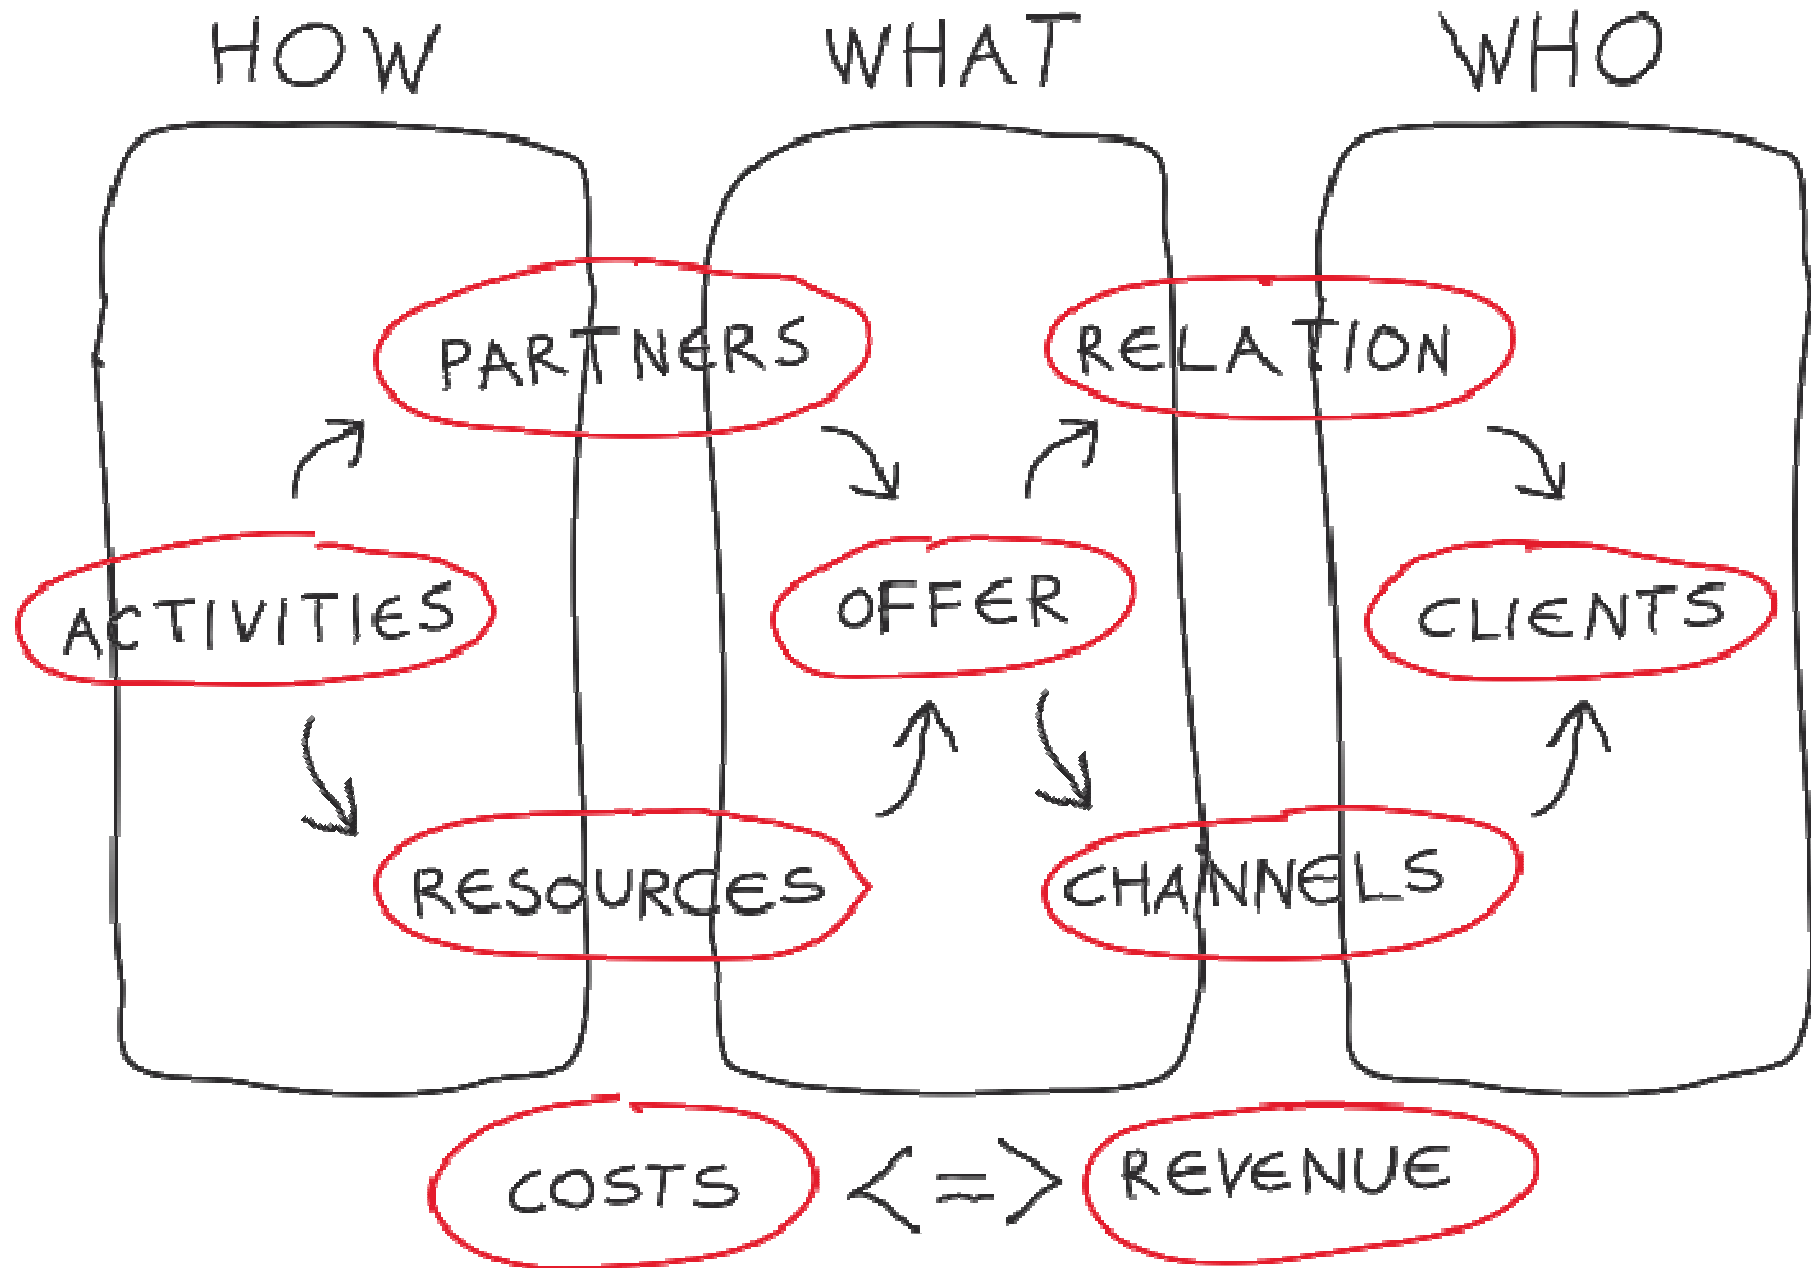 HOW WHAT WHO
PARTNERS RELATION
ACTIVITIES OFFER CLIENTS
RESOURCES CHANNELS
COSTS <=> REVENUE